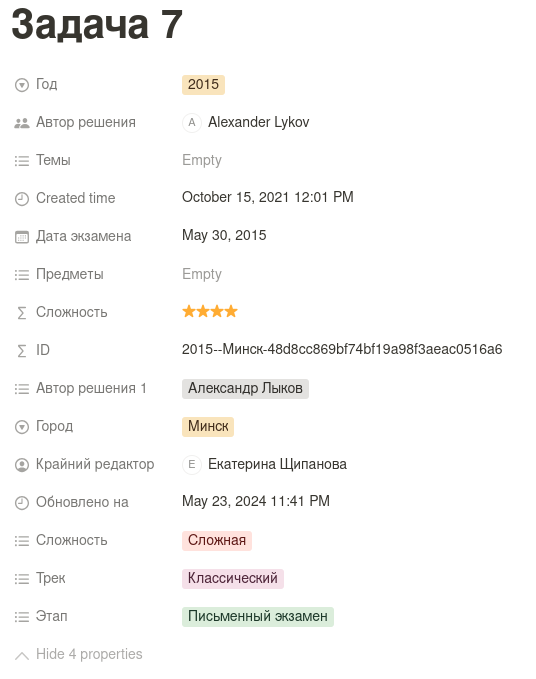 Задача 7
Год 2015
Автор решения A Alexander Lykov
Темы Empty
Created time October 15, 2021 12:01 PM
Дата экзамена May 30, 2015
Предметы Empty
Сложность ★★★★
ID 2015--Минск-48d8cc869bf74bf19a98f3aeac0516a6
Автор решения 1 Александр Лыков
Город Минск
Крайний редактор E Екатерина Щипанова
Обновлено на May 23, 2024 11:41 PM
Сложность Сложная
Трек Классический
Этап Письменный экзамен
Hide 4 properties